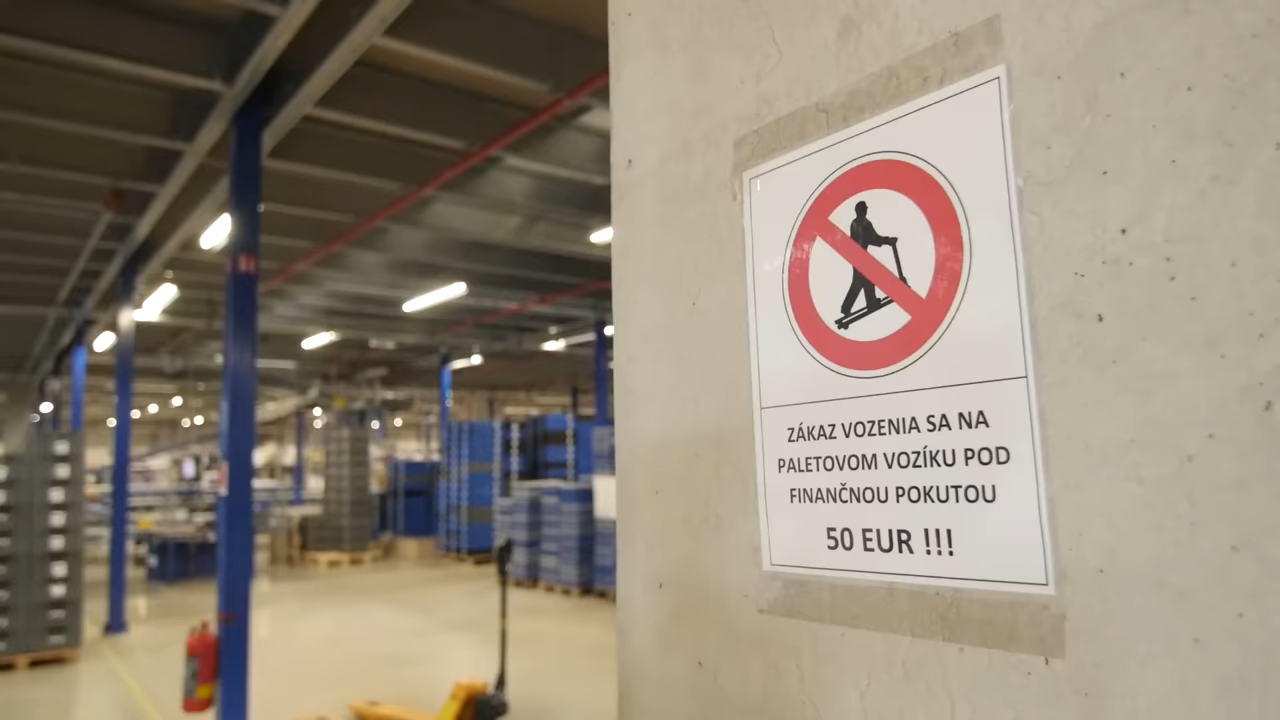 ZÁKAZ VOZENIA SA NA
PALETOVOM VOZÍKU POD
FINANČNOU POKUTOU
50 EUR !!!